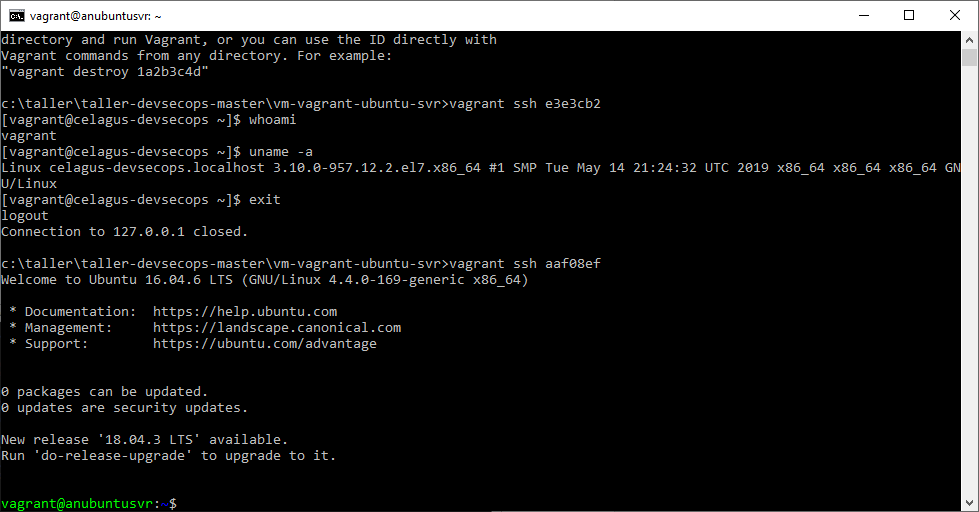 vagrant@anubuntusvr: ~
directory and run Vagrant, or you can use the ID directly with
Vagrant commands from any directory. For example:
"vagrant destroy 1a2b3c4d"
c:\taller\taller-devsecops-master\vm-vagrant-ubuntu-svr>vagrant ssh e3e3cb2
[vagrant@celagus-devsecops ~]$ whoami
vagrant
[vagrant@celagus-devsecops ~]$ uname -a
Linux celagus-devsecops.localhost 3.10.0-957.12.2.el7.x86_64 #1 SMP Tue May 14 21:24:32 UTC 2019 x86_64 x86_64 x86_64 GN
U/Linux
[vagrant@celagus-devsecops ~]$ exit
logout
Connection to 127.0.0.1 closed.
c:\taller\taller-devsecops-master\vm-vagrant-ubuntu-svr>vagrant ssh aaf08ef
Welcome to Ubuntu 16.04.6 LTS (GNU/Linux 4.4.0-169-generic x86_64)
* Documentation:  https://help.ubuntu.com
* Management:     https://landscape.canonical.com
* Support:        https://ubuntu.com/advantage
0 packages can be updated.
0 updates are security updates.
New release '18.04.3 LTS' available.
Run 'do-release-upgrade' to upgrade to it.
vagrant@anubuntusvr:~$